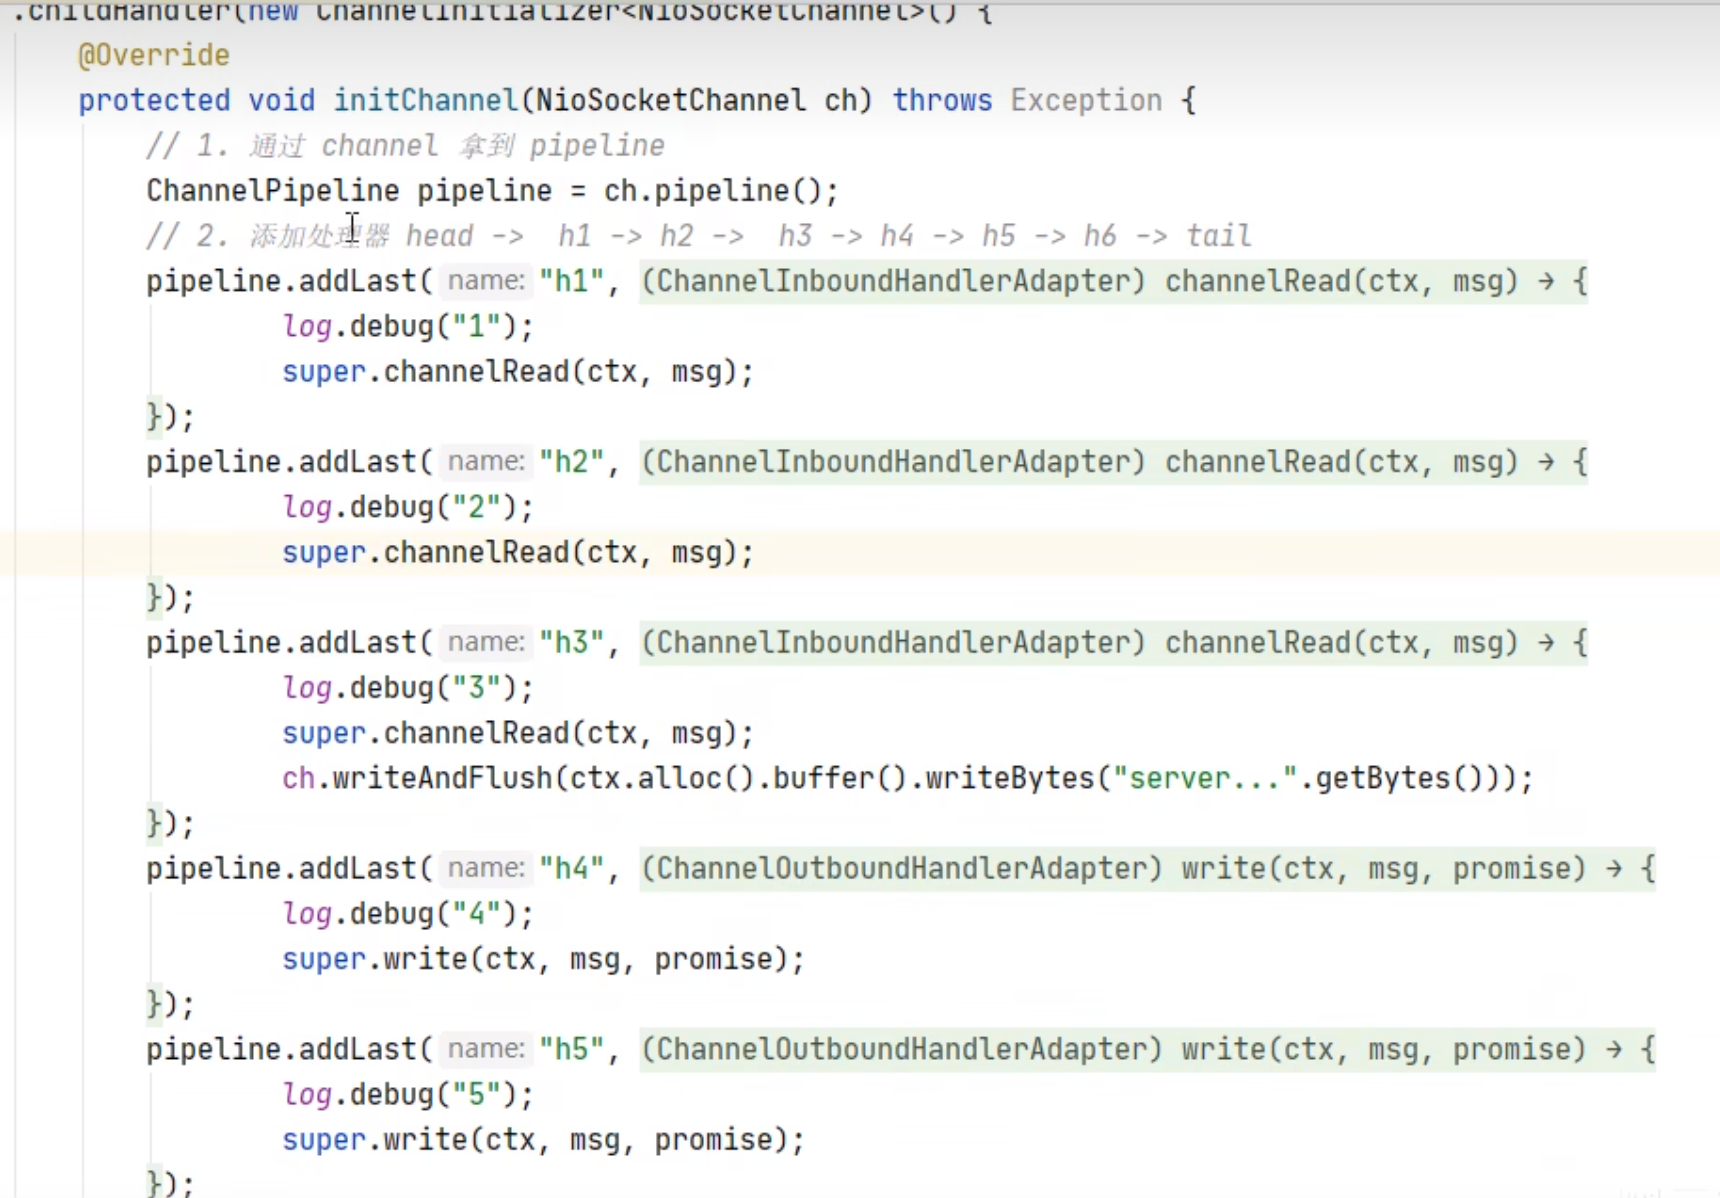 .childHandler(new ChannelInitializer<NioSocketChannel>() {
@Override
protected void initChannel(NioSocketChannel ch) throws Exception {
// 1. 通过 channel 拿到 pipeline
ChannelPipeline pipeline = ch.pipeline();
// 2. 添加处理器 head ->  h1 -> h2 ->  h3 -> h4 -> h5 -> h6 -> tail
pipeline.addLast( name: "h1", (ChannelInboundHandlerAdapter) channelRead(ctx, msg) → {
log.debug("1");
super.channelRead(ctx, msg);
});
pipeline.addLast( name: "h2", (ChannelInboundHandlerAdapter) channelRead(ctx, msg) → {
log.debug("2");
super.channelRead(ctx, msg);
});
pipeline.addLast( name: "h3", (ChannelInboundHandlerAdapter) channelRead(ctx, msg) → {
log.debug("3");
super.channelRead(ctx, msg);
ch.writeAndFlush(ctx.alloc().buffer().writeBytes("server...".getBytes()));
});
pipeline.addLast( name: "h4", (ChannelOutboundHandlerAdapter) write(ctx, msg, promise) → {
log.debug("4");
super.write(ctx, msg, promise);
});
pipeline.addLast( name: "h5", (ChannelOutboundHandlerAdapter) write(ctx, msg, promise) → {
log.debug("5");
super.write(ctx, msg, promise);
});